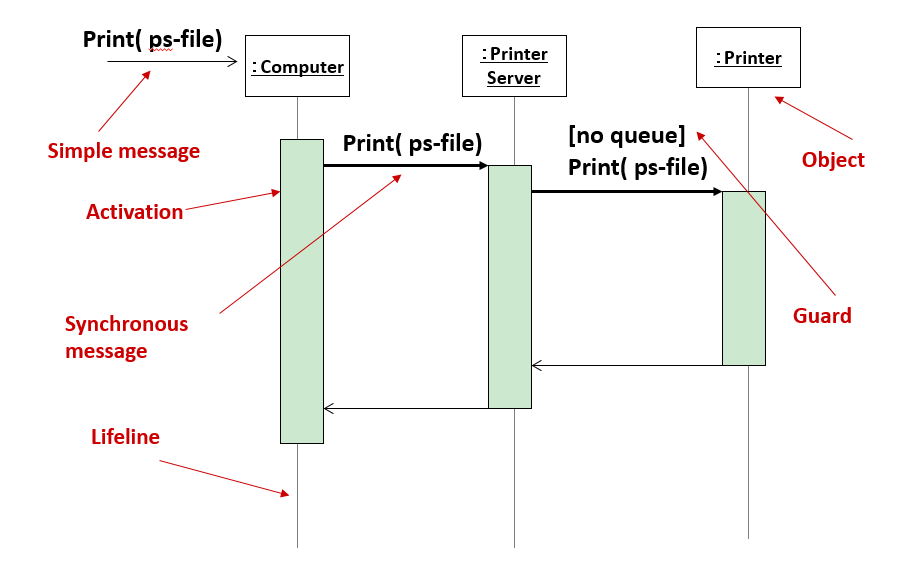 Print( ps-file)
: Computer
: Printer
Server
: Printer
Simple message
Print( ps-file)
[no queue]
Print( ps-file)
Object
Activation
Synchronous
message
Guard
Lifeline